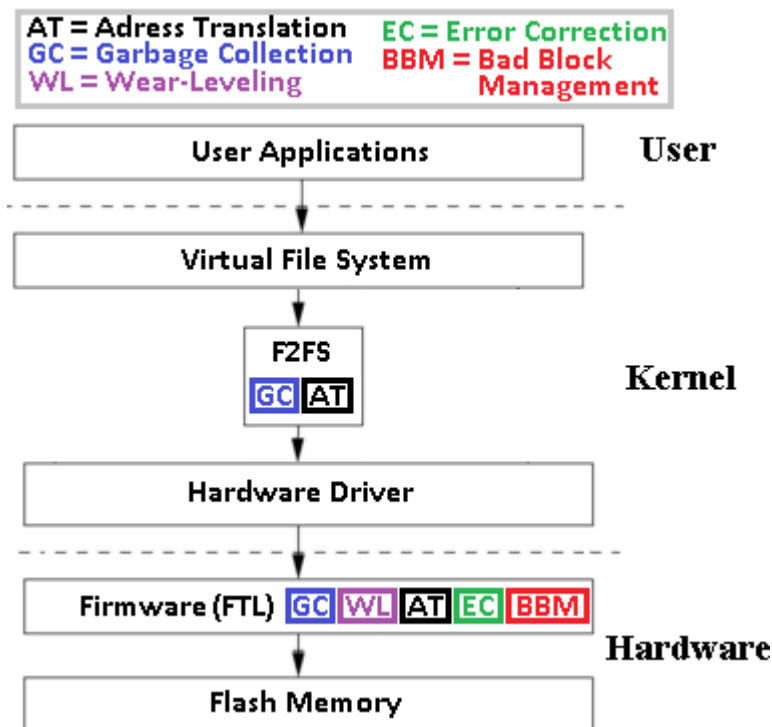 AT = Adress Translation
GC = Garbage Collection
WL = Wear-Leveling
EC = Error Correction
BBM = Bad Block
Management
User Applications
User
Virtual File System
F2FS
GC AT
Kernel
Hardware Driver
Firmware (FTL) GC WL AT EC BBM
Hardware
Flash Memory